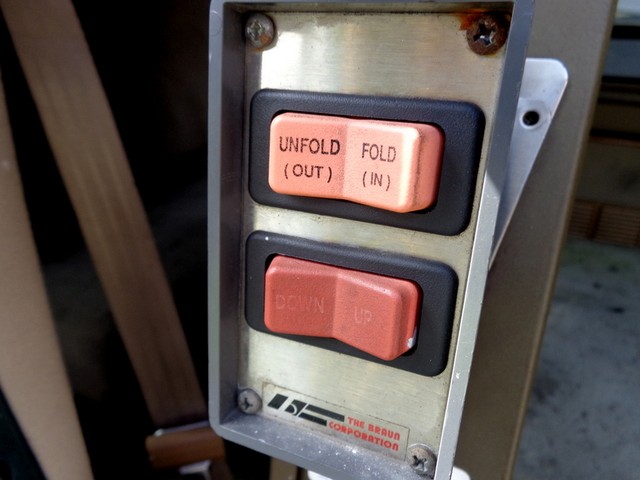 UNFOLD FOLD
(OUT) (IN)
DOWN UP
THE BRAUN
CORPORATION